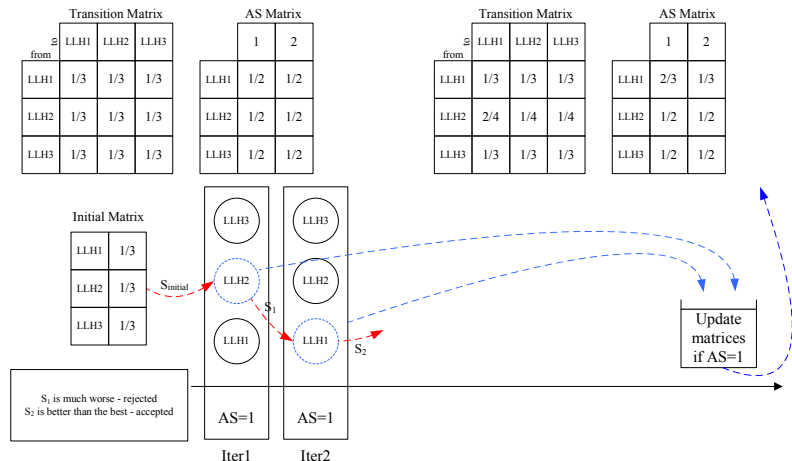 Transition Matrix
to LLH1 LLH2 LLH3
from
LLH1 1/3 1/3 1/3
LLH2 1/3 1/3 1/3
LLH3 1/3 1/3 1/3
AS Matrix
1 2
LLH1 1/2 1/2
LLH2 1/2 1/2
LLH3 1/2 1/2
Transition Matrix
to LLH1 LLH2 LLH3
from
LLH1 1/3 1/3 1/3
LLH2 2/4 1/4 1/4
LLH3 1/3 1/3 1/3
AS Matrix
1 2
LLH1 2/3 1/3
LLH2 1/2 1/2
LLH3 1/2 1/2
Initial Matrix
LLH1 1/3
LLH2 1/3
LLH3 1/3
Sinitial
LLH3
LLH2
LLH1
S1
LLH3
LLH2
LLH1
S2
Update
matrices
if AS=1
S1 is much worse - rejected
S2 is better than the best - accepted
AS=1
AS=1
Iter1
Iter2